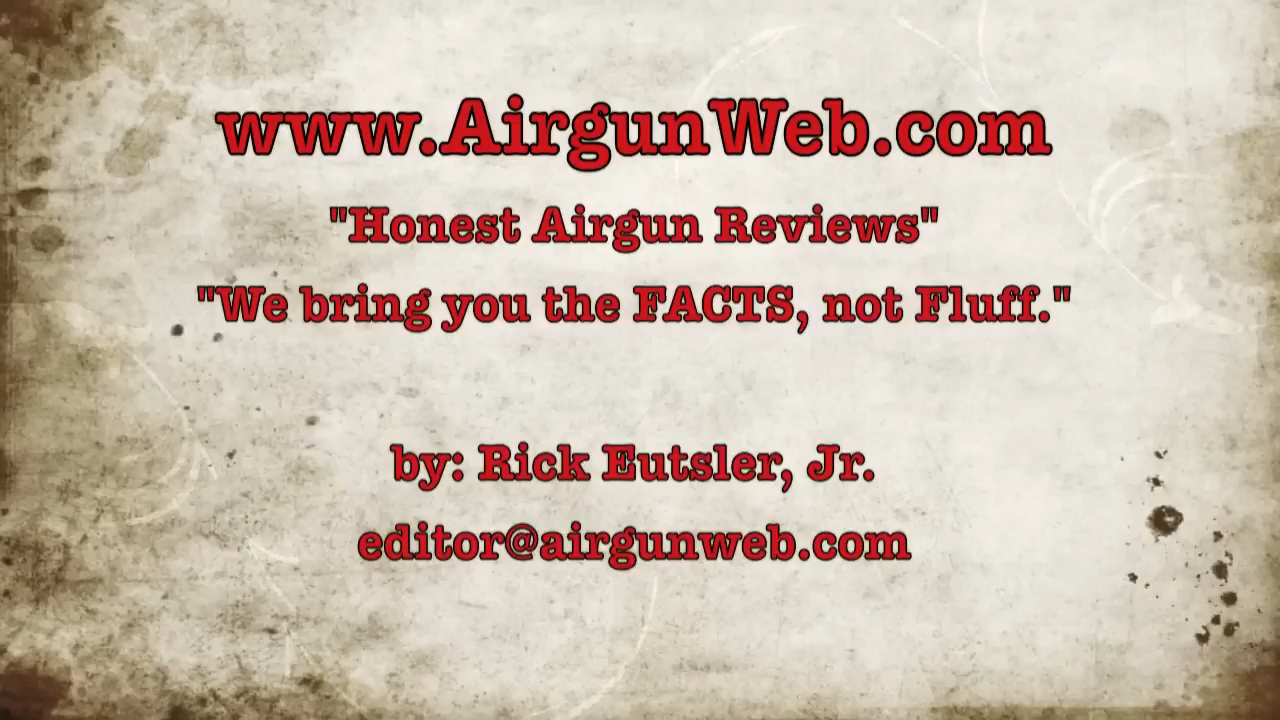 www.AirgunWeb.com
"Honest Airgun Reviews"
"We bring you the FACTS, not Fluff."
by: Rick Eutsler, Jr.
editor@airgunweb.com